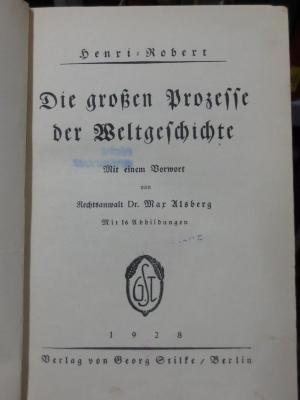 Henri-Robert
Die großen Prozesse
der Weltgeschichte
Mit einem Vorwort
von
Rechtsanwalt Dr. Max Alsberg
Mit 16 Abbildungen
GSt
1928
Verlag von Georg Stilke / Berlin